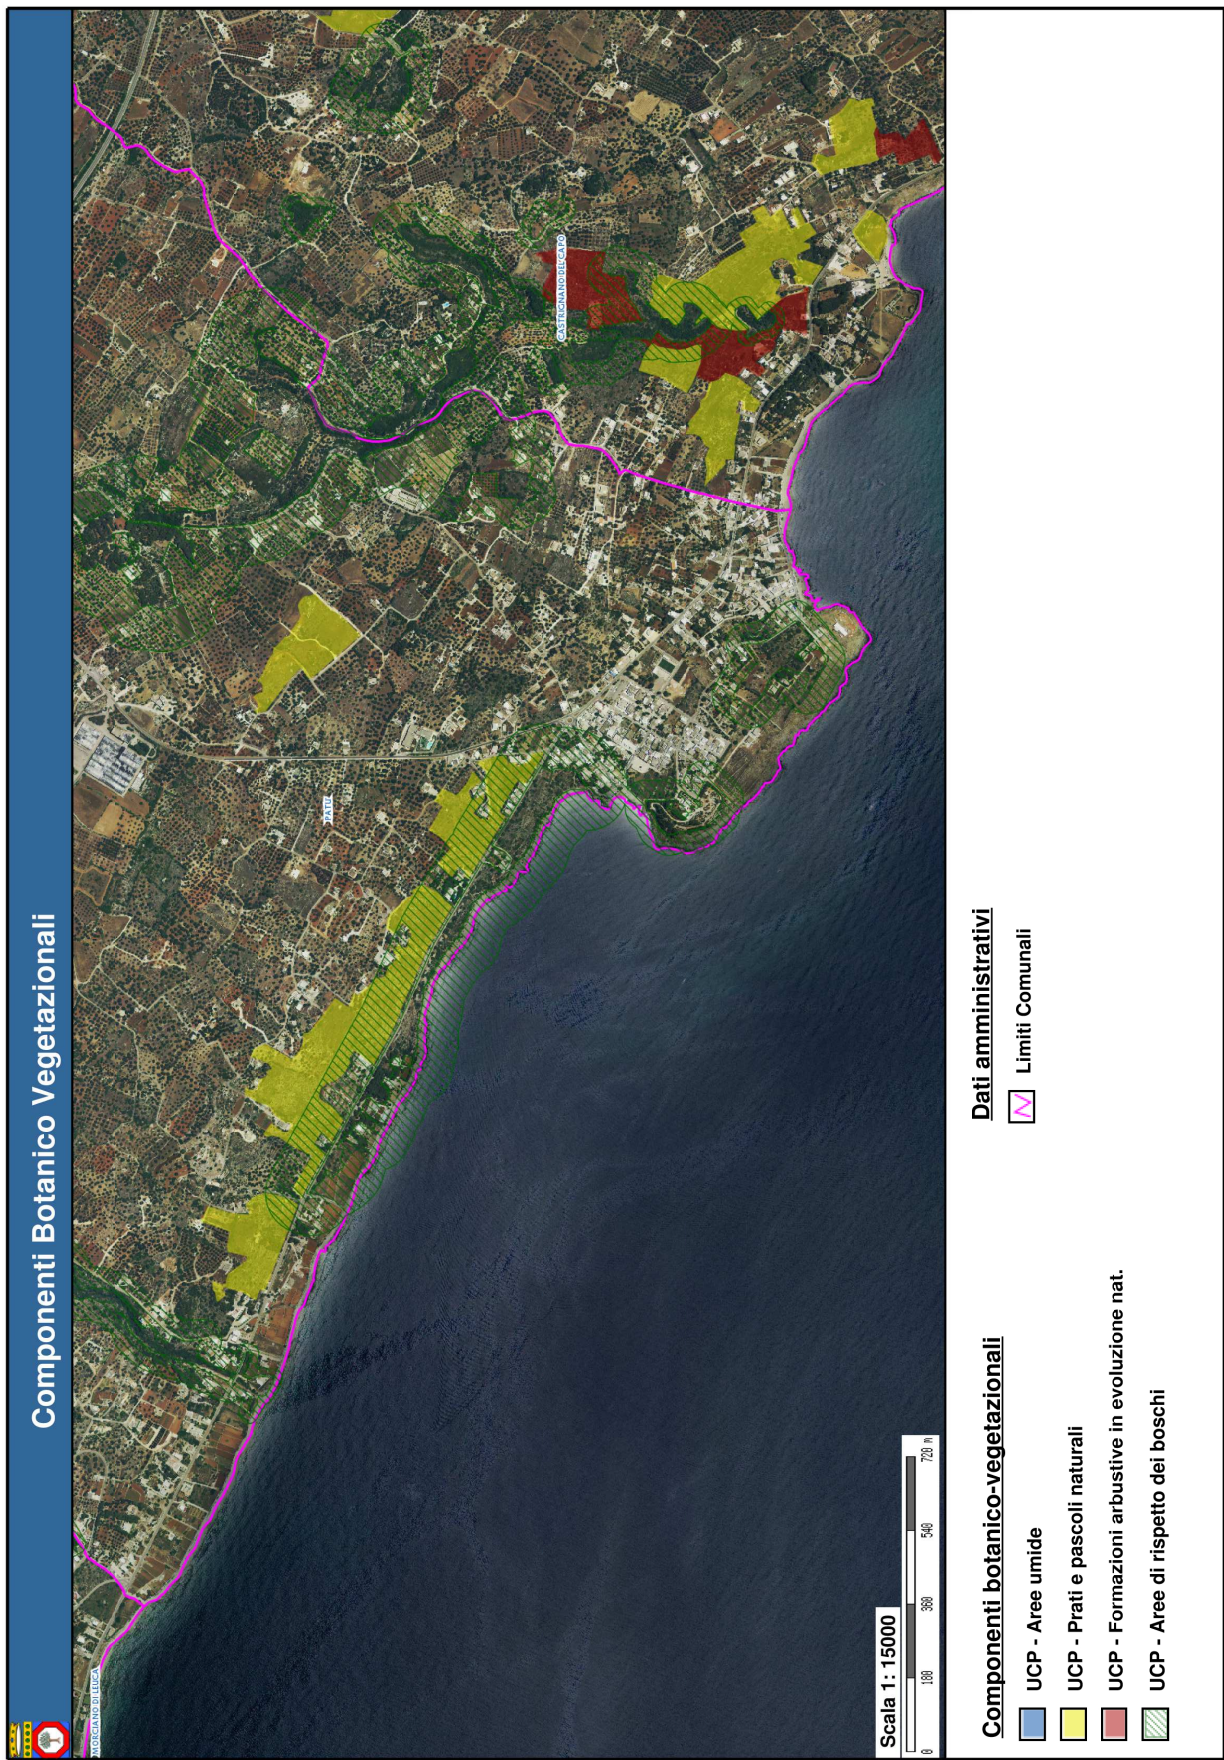 Componenti Botanico Vegetazionali
MORCIANO DI LEUCA
PATU'
CASTRIGNANO DEL CAPO
Scala 1: 15000
0 180 360 540 720 m
Componenti botanico-vegetazionali
UCP - Aree umide
UCP - Prati e pascoli naturali
UCP - Formazioni arbustive in evoluzione nat.
UCP - Aree di rispetto dei boschi
Dati amministrativi
Limiti Comunali